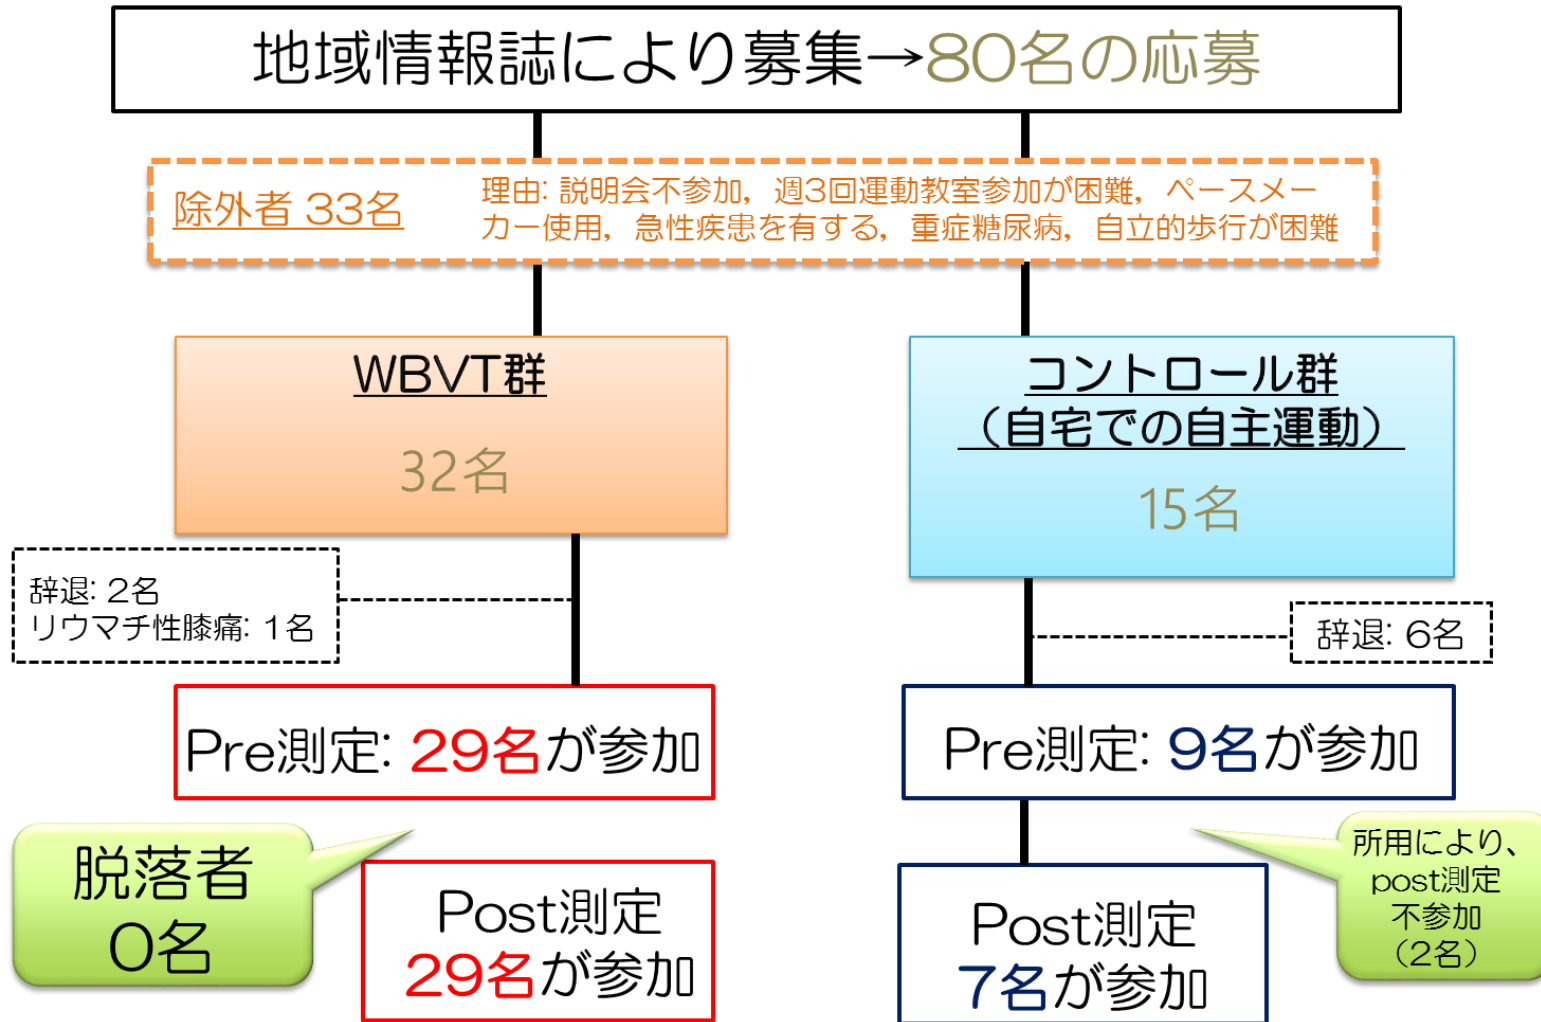 地域情報誌により募集→80名の応募
除外者 33名
理由: 説明会不参加，週3回運動教室参加が困難，ペースメー
カー使用，急性疾患を有する，重症糖尿病，自立的歩行が困難
WBVT群
32名
コントロール群
（自宅での自主運動）
15名
辞退: 2名
リウマチ性膝痛: 1名
辞退: 6名
Pre測定: 29名が参加
Pre測定: 9名が参加
脱落者
0名
Post測定
29名が参加
Post測定
7名が参加
所用により、
post測定
不参加
（2名）